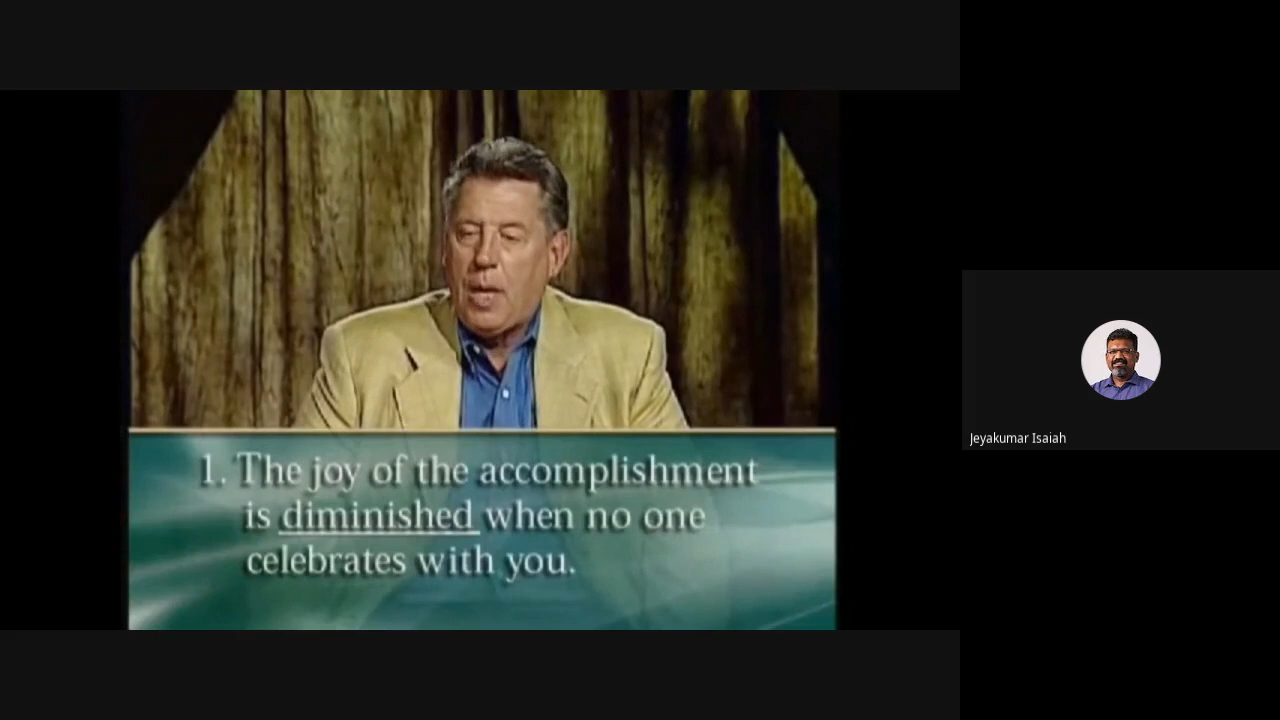 1. The joy of the accomplishment
is diminished when no one
celebrates with you.
Jeyakumar Isaiah